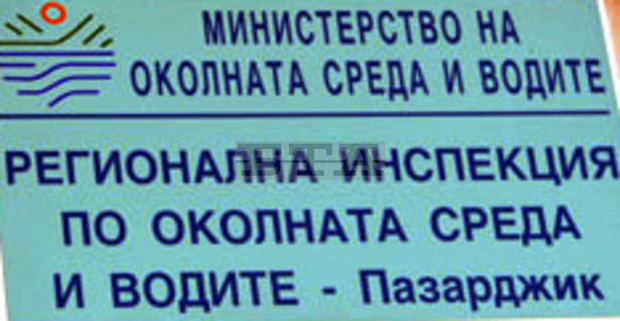 МИНИСТЕРСТВО НА
ОКОЛНАТА СРЕДА И ВОДИТЕ
РЕГИОНАЛНА ИНСПЕКЦИЯ
ПО ОКОЛНАТА СРЕДА
И ВОДИТЕ - Пазарджик